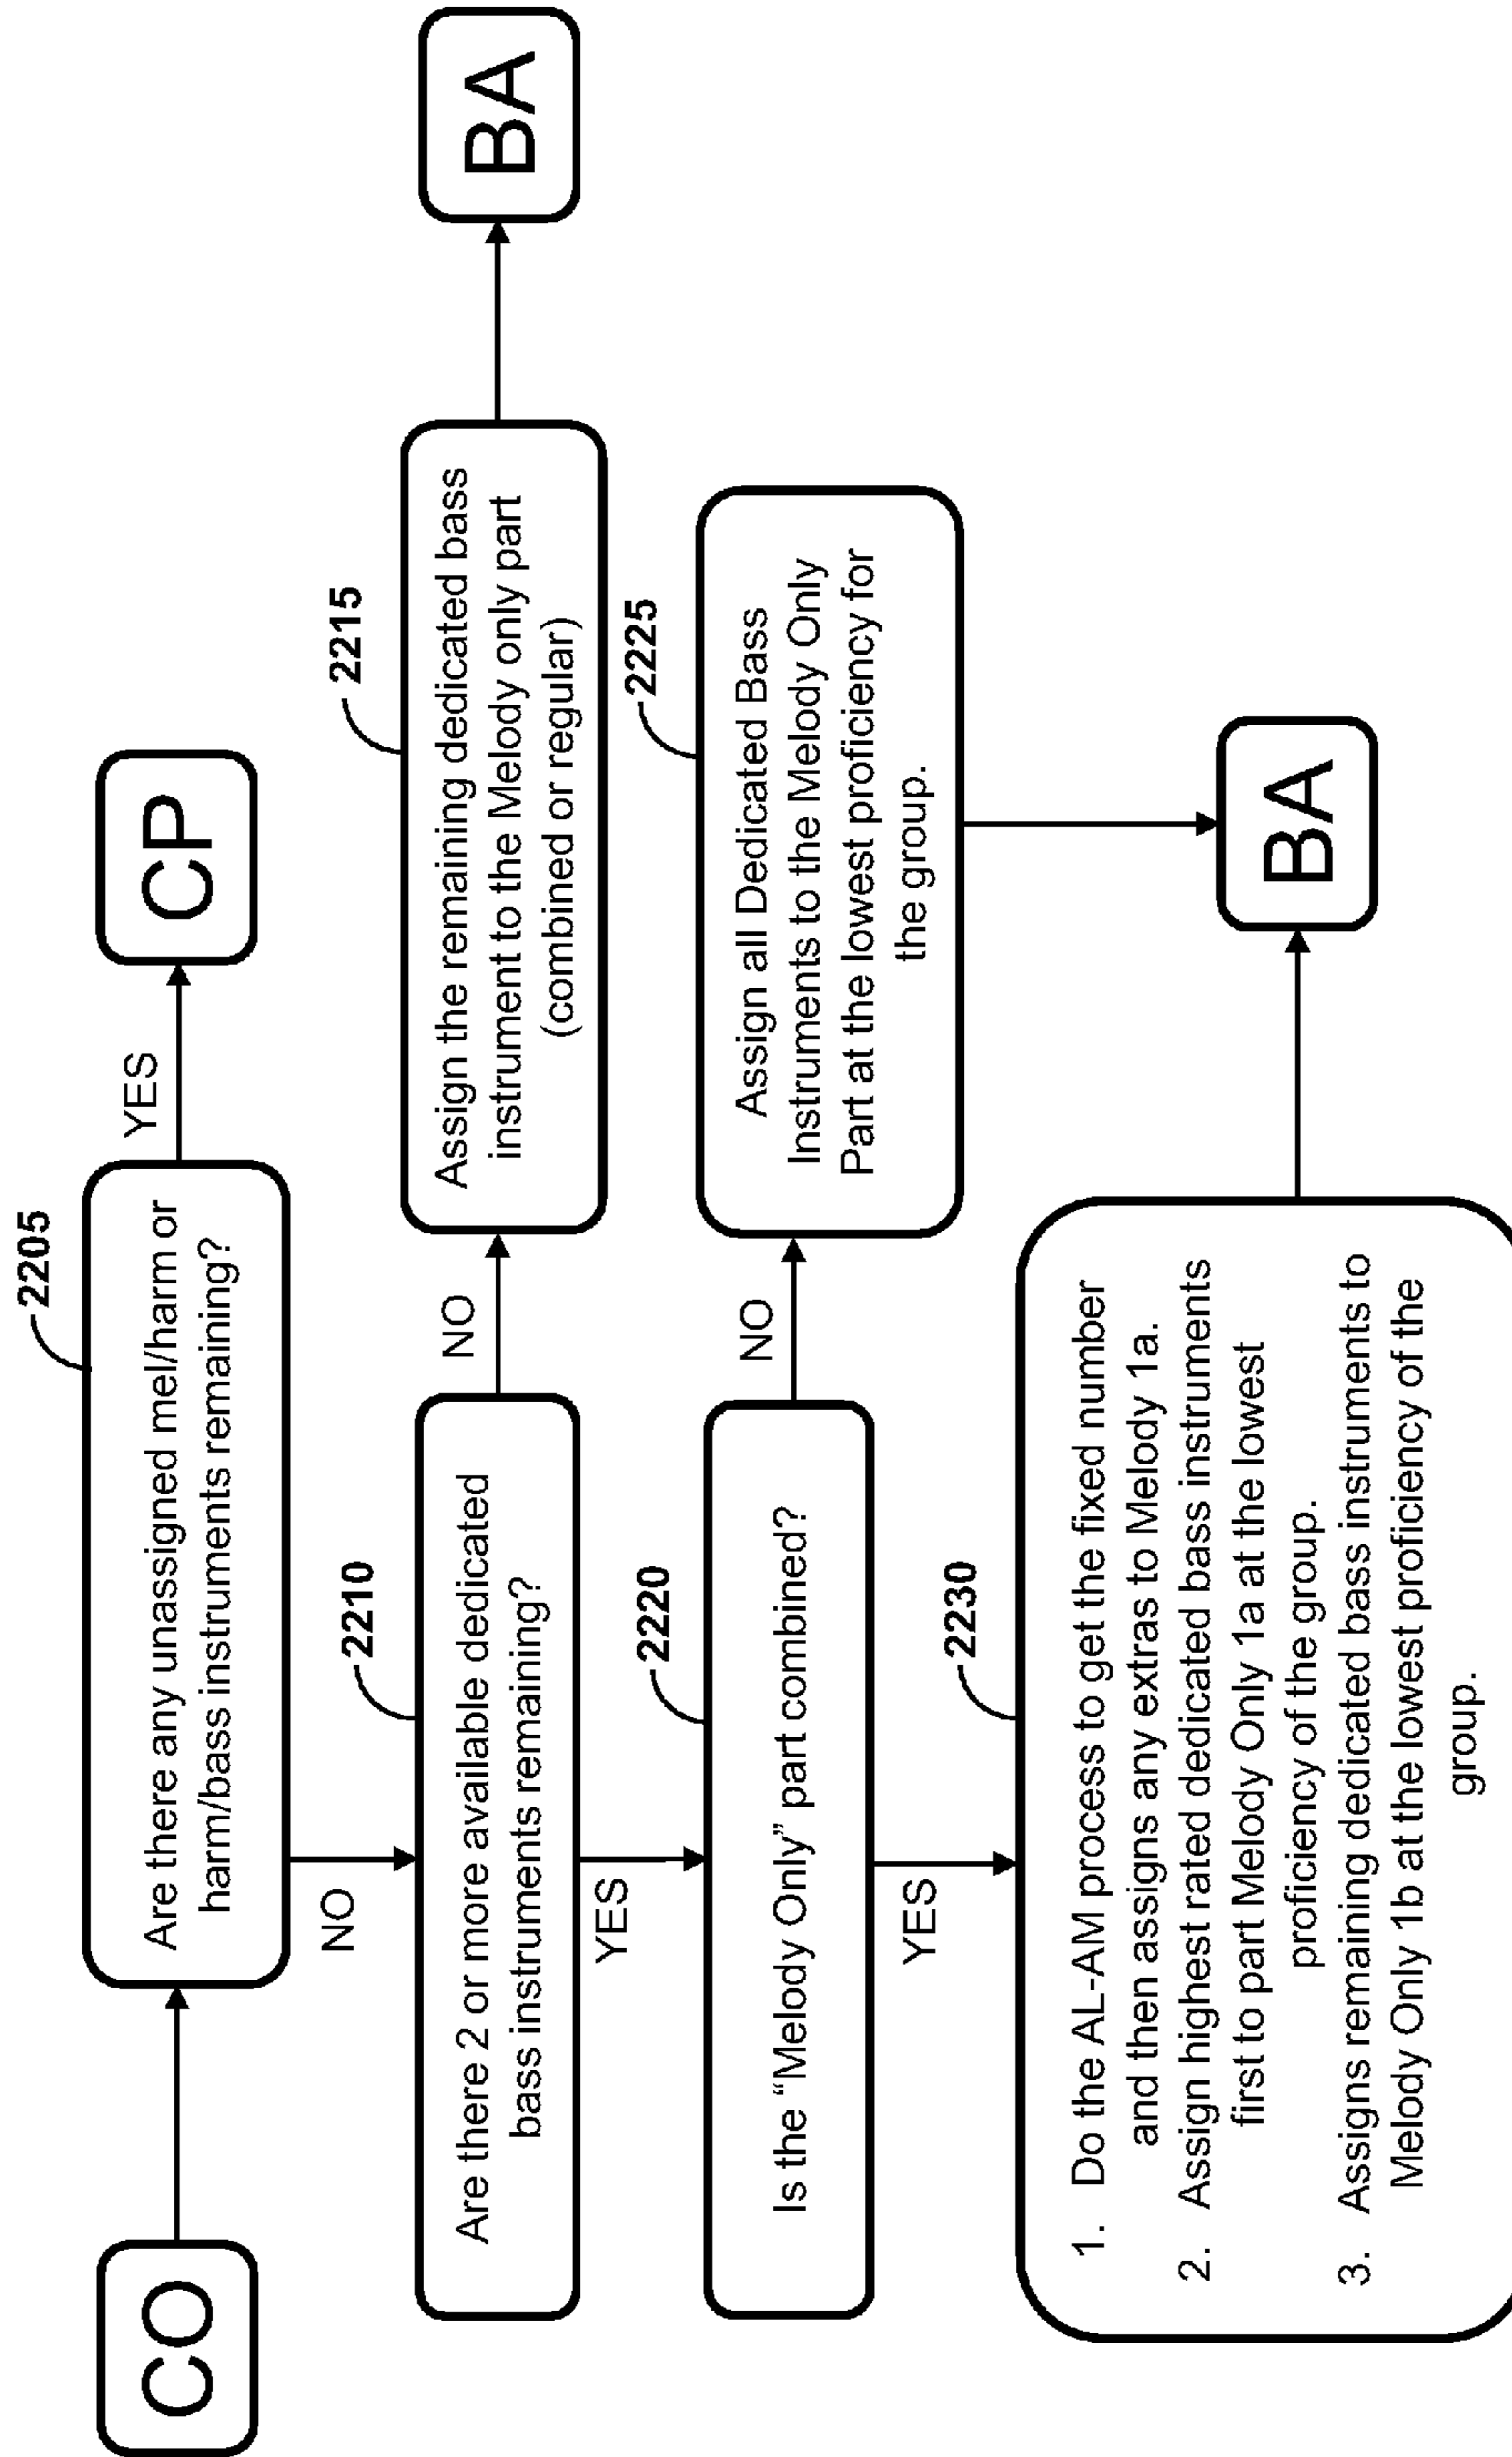 CO
2205
Are there any unassigned mel/harm or
harm/bass instruments remaining?
YES
CP
NO
2210
Are there 2 or more available dedicated
bass instruments remaining?
NO
2215
Assign the remaining dedicated bass
instrument to the Melody only part
(combined or regular)
BA
YES
2220
Is the “Melody Only” part combined?
NO
2225
Assign all Dedicated Bass
Instruments to the Melody Only
Part at the lowest proficiency for
the group.
YES
2230
1. Do the AL-AM process to get the fixed number
and then assigns any extras to Melody 1a.
2. Assign highest rated dedicated bass instruments
first to part Melody Only 1a at the lowest
proficiency of the group.
3. Assigns remaining dedicated bass instruments to
Melody Only 1b at the lowest proficiency of the
group.
BA